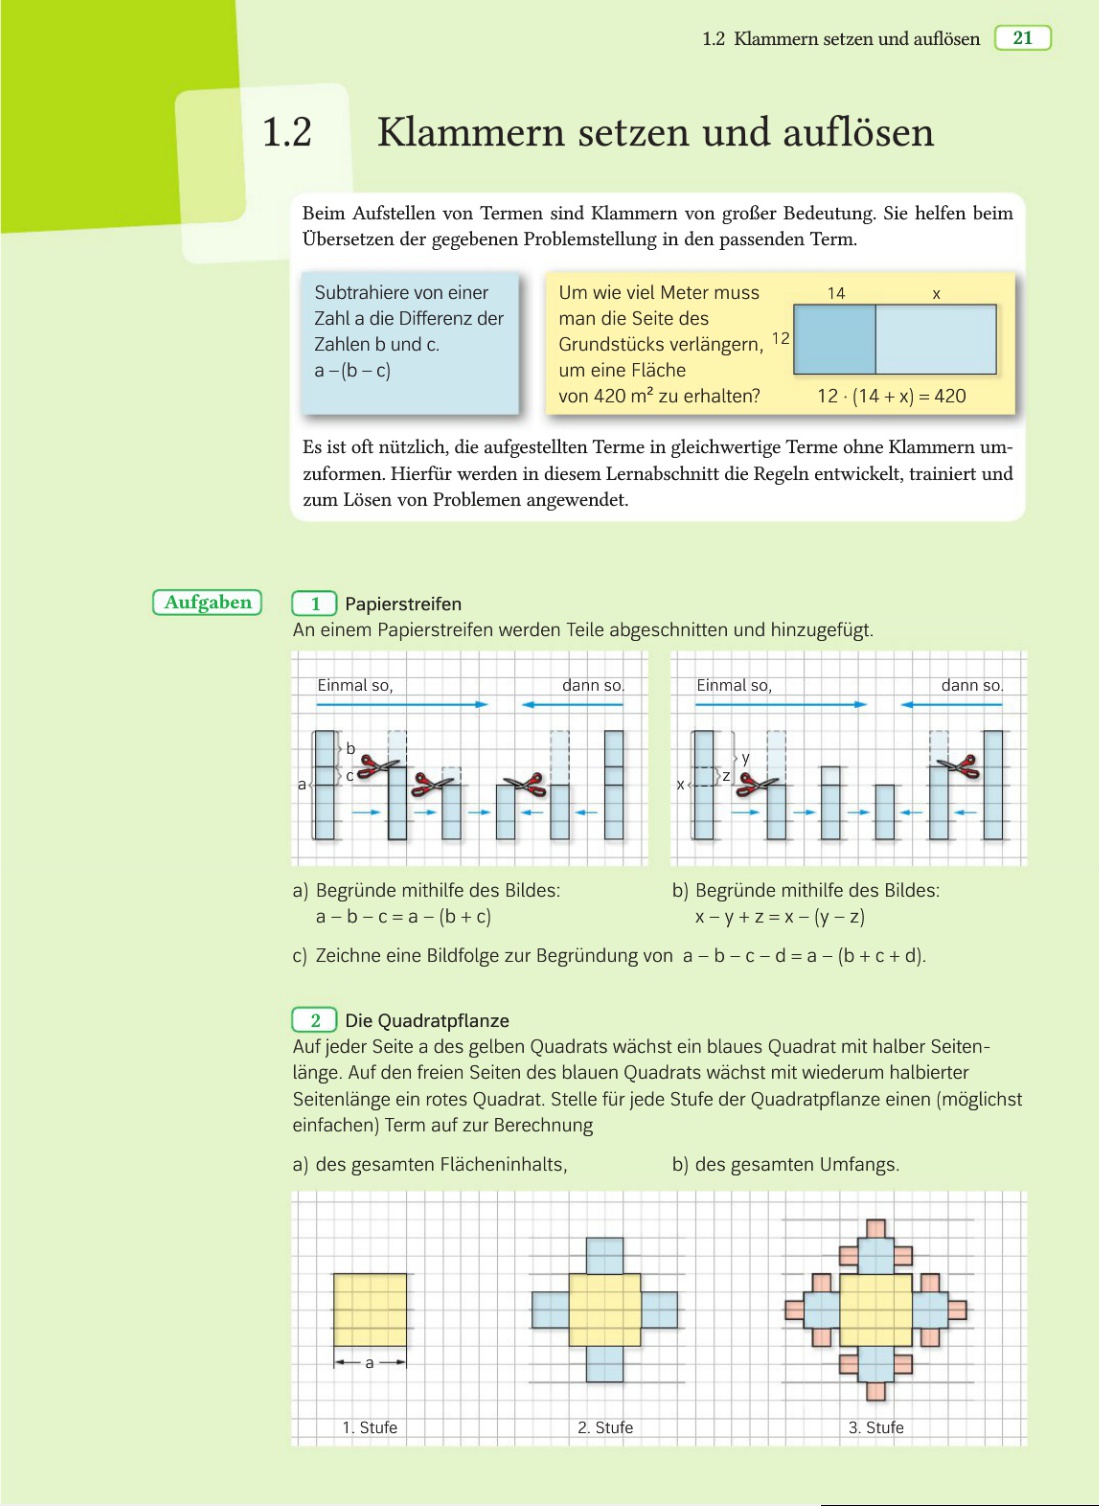 1.2 Klammern setzen und auflösen 21
1.2 Klammern setzen und auflösen
Beim Aufstellen von Termen sind Klammern von großer Bedeutung. Sie helfen beim
Übersetzen der gegebenen Problemstellung in den passenden Term.
Subtrahiere von einer
Zahl a die Differenz der
Zahlen b und c.
a – (b – c)
Um wie viel Meter muss
man die Seite des
Grundstücks verlängern,
um eine Fläche
von 420 m² zu erhalten?
14 x
12
12 · (14 + x) = 420
Es ist oft nützlich, die aufgestellten Terme in gleichwertige Terme ohne Klammern um-
zuformen. Hierfür werden in diesem Lernabschnitt die Regeln entwickelt, trainiert und
zum Lösen von Problemen angewendet.
Aufgaben
1 Papierstreifen
An einem Papierstreifen werden Teile abgeschnitten und hinzugefügt.
Einmal so, dann so.
b
c
a
Einmal so, dann so.
y
z
x
a) Begründe mithilfe des Bildes:
a – b – c = a – (b + c)
b) Begründe mithilfe des Bildes:
x – y + z = x – (y – z)
c) Zeichne eine Bildfolge zur Begründung von a – b – c – d = a – (b + c + d).
2 Die Quadratpflanze
Auf jeder Seite a des gelben Quadrats wächst ein blaues Quadrat mit halber Seiten-
länge. Auf den freien Seiten des blauen Quadrats wächst mit wiederum halbierter
Seitenlänge ein rotes Quadrat. Stelle für jede Stufe der Quadratpflanze einen (möglichst
einfachen) Term auf zur Berechnung
a) des gesamten Flächeninhalts, b) des gesamten Umfangs.
a
1. Stufe 2. Stufe 3. Stufe